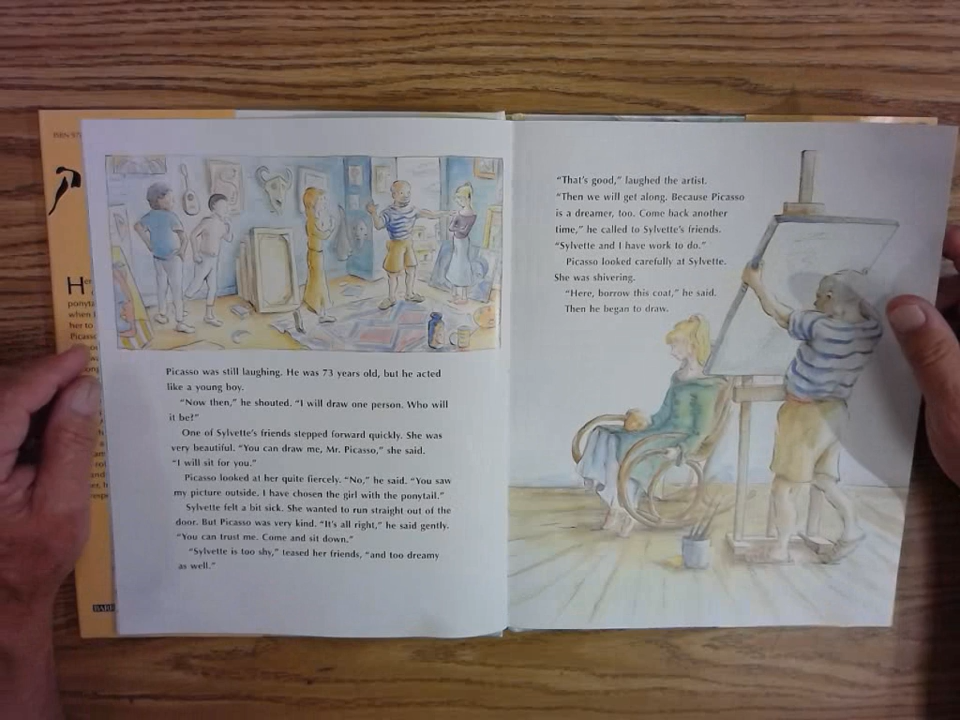 ISBN 97
Her
ponyta
when
her to
Picass
Picasso was still laughing. He was 73 years old, but he acted
like a young boy.
"Now then," he shouted. "I will draw one person. Who will
it be?"
One of Sylvette's friends stepped forward quickly. She was
very beautiful. "You can draw me, Mr. Picasso," she said.
"I will sit for you."
Picasso looked at her quite fiercely. "No," he said. "You saw
my picture outside. I have chosen the girl with the ponytail."
Sylvette felt a bit sick. She wanted to run straight out of the
door. But Picasso was very kind. "It's all right," he said gently.
"You can trust me. Come and sit down."
"Sylvette is too shy," teased her friends, "and too dreamy
as well."
"That's good," laughed the artist.
"Then we will get along. Because Picasso
is a dreamer, too. Come back another
time," he called to Sylvette's friends.
"Sylvette and I have work to do."
Picasso looked carefully at Sylvette.
She was shivering.
"Here, borrow this coat," he said.
Then he began to draw.